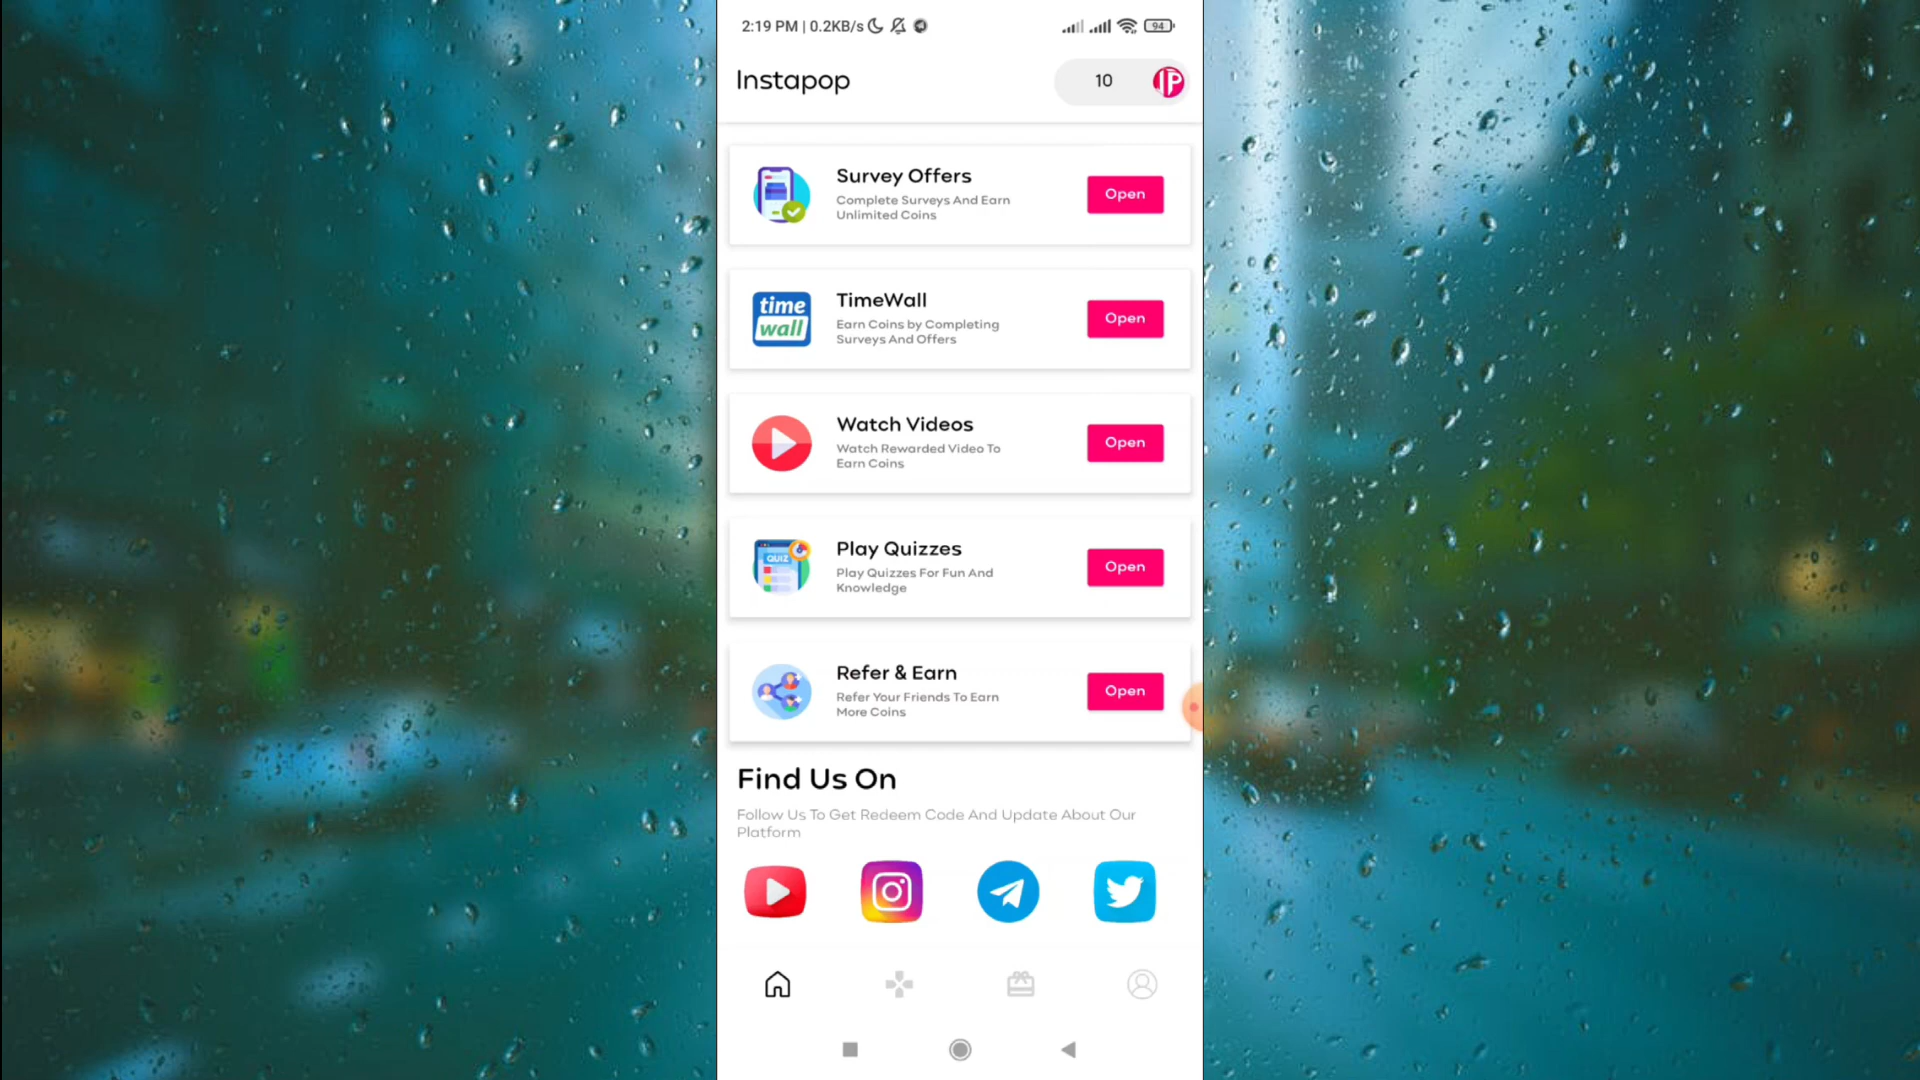 2:19 PM | 0.2KB/s
94
Instapop
10
IP
Survey Offers
Complete Surveys And Earn
Unlimited Coins
Open
time
wall
TimeWall
Earn Coins by Completing
Surveys And Offers
Open
Watch Videos
Watch Rewarded Video To
Earn Coins
Open
QUIZ
Play Quizzes
Play Quizzes For Fun And
Knowledge
Open
Refer & Earn
Refer Your Friends To Earn
More Coins
Open
Find Us On
Follow Us To Get Redeem Code And Update About Our
Platform